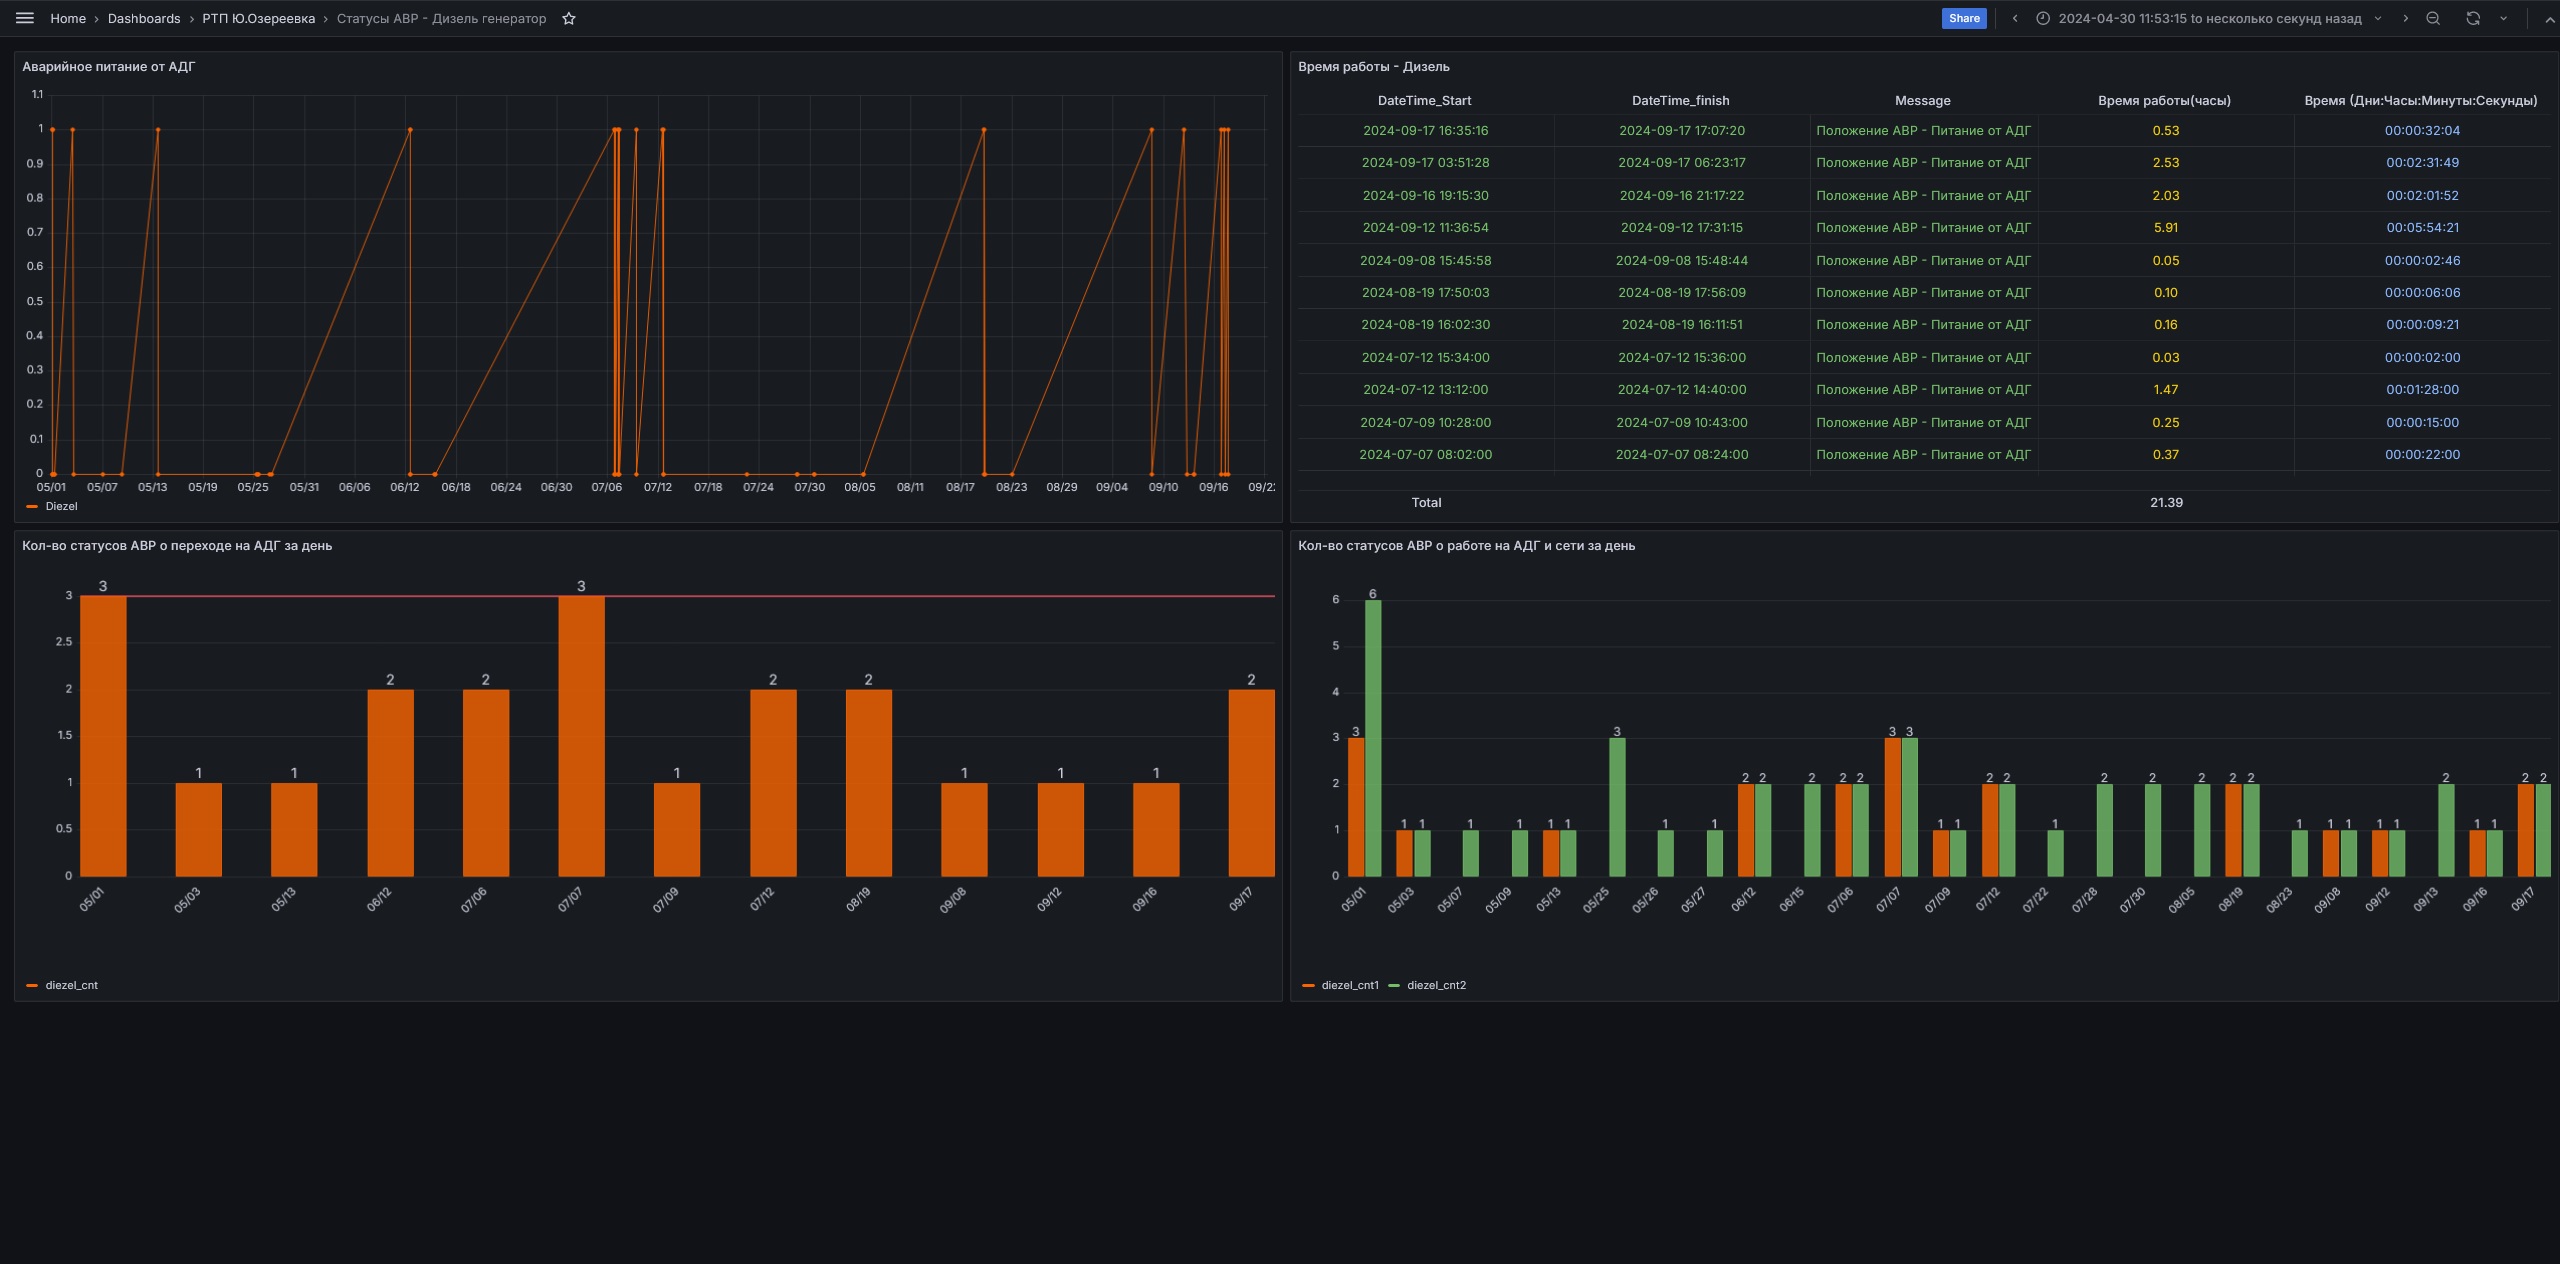 Home › Dashboards › РТП Ю.Озереевка › Статусы АВР - Дизель генератор
Share
2024-04-30 11:53:15 to несколько секунд назад
Аварийное питание от АДГ
1.1
1
0.9
0.8
0.7
0.6
0.5
0.4
0.3
0.2
0.1
0
05/01 05/07 05/13 05/19 05/25 05/31 06/06 06/12 06/18 06/24 06/30 07/06 07/12 07/18 07/24 07/30 08/05 08/11 08/17 08/23 08/29 09/04 09/10 09/16 09/22
Diezel
Время работы - Дизель
DateTime_Start DateTime_finish Message Время работы(часы) Время (Дни:Часы:Минуты:Секунды)
2024-09-17 16:35:16 2024-09-17 17:07:20 Положение АВР - Питание от АДГ 0.53 00:00:32:04
2024-09-17 03:51:28 2024-09-17 06:23:17 Положение АВР - Питание от АДГ 2.53 00:02:31:49
2024-09-16 19:15:30 2024-09-16 21:17:22 Положение АВР - Питание от АДГ 2.03 00:02:01:52
2024-09-12 11:36:54 2024-09-12 17:31:15 Положение АВР - Питание от АДГ 5.91 00:05:54:21
2024-09-08 15:45:58 2024-09-08 15:48:44 Положение АВР - Питание от АДГ 0.05 00:00:02:46
2024-08-19 17:50:03 2024-08-19 17:56:09 Положение АВР - Питание от АДГ 0.10 00:00:06:06
2024-08-19 16:02:30 2024-08-19 16:11:51 Положение АВР - Питание от АДГ 0.16 00:00:09:21
2024-07-12 15:34:00 2024-07-12 15:36:00 Положение АВР - Питание от АДГ 0.03 00:00:02:00
2024-07-12 13:12:00 2024-07-12 14:40:00 Положение АВР - Питание от АДГ 1.47 00:01:28:00
2024-07-09 10:28:00 2024-07-09 10:43:00 Положение АВР - Питание от АДГ 0.25 00:00:15:00
2024-07-07 08:02:00 2024-07-07 08:24:00 Положение АВР - Питание от АДГ 0.37 00:00:22:00
Total 21.39
Кол-во статусов АВР о переходе на АДГ за день
3
2.5
2
1.5
1
0.5
0
3 1 1 2 2 3 1 2 2 1 1 1 2
05/01 05/03 05/13 06/12 07/06 07/07 07/09 07/12 08/19 09/08 09/12 09/16 09/17
diezel_cnt
Кол-во статусов АВР о работе на АДГ и сети за день
6
5
4
3
2
1
0
3 6 1 1 1 1 1 1 3 1 1 2 2 2 2 2 3 3 1 1 2 2 1 2 2 2 2 2 1 1 1 1 1 2 1 1 2 2
05/01 05/03 05/07 05/09 05/13 05/25 05/26 05/27 06/12 06/15 07/06 07/07 07/09 07/12 07/22 07/28 07/30 08/05 08/19 08/23 09/08 09/12 09/13 09/16 09/17
diezel_cnt1 diezel_cnt2